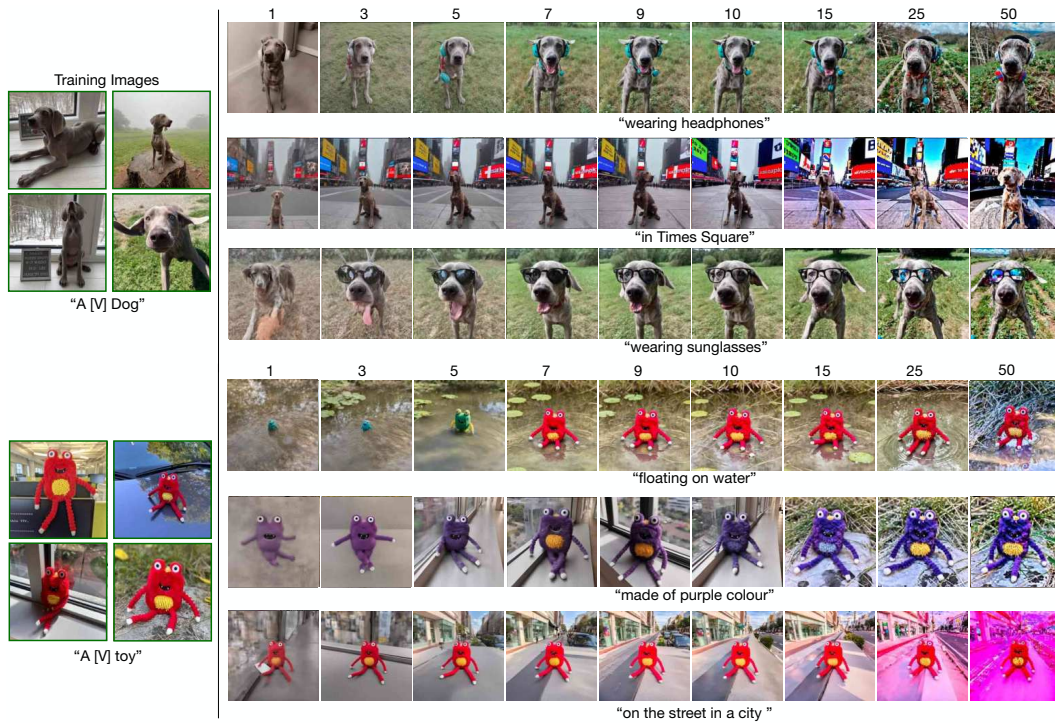 Training Images
"A [V] Dog"
1 3 5 7 9 10 15 25 50
"wearing headphones"
"in Times Square"
"wearing sunglasses"
1 3 5 7 9 10 15 25 50
"floating on water"
"made of purple colour"
"on the street in a city "
"A [V] toy"